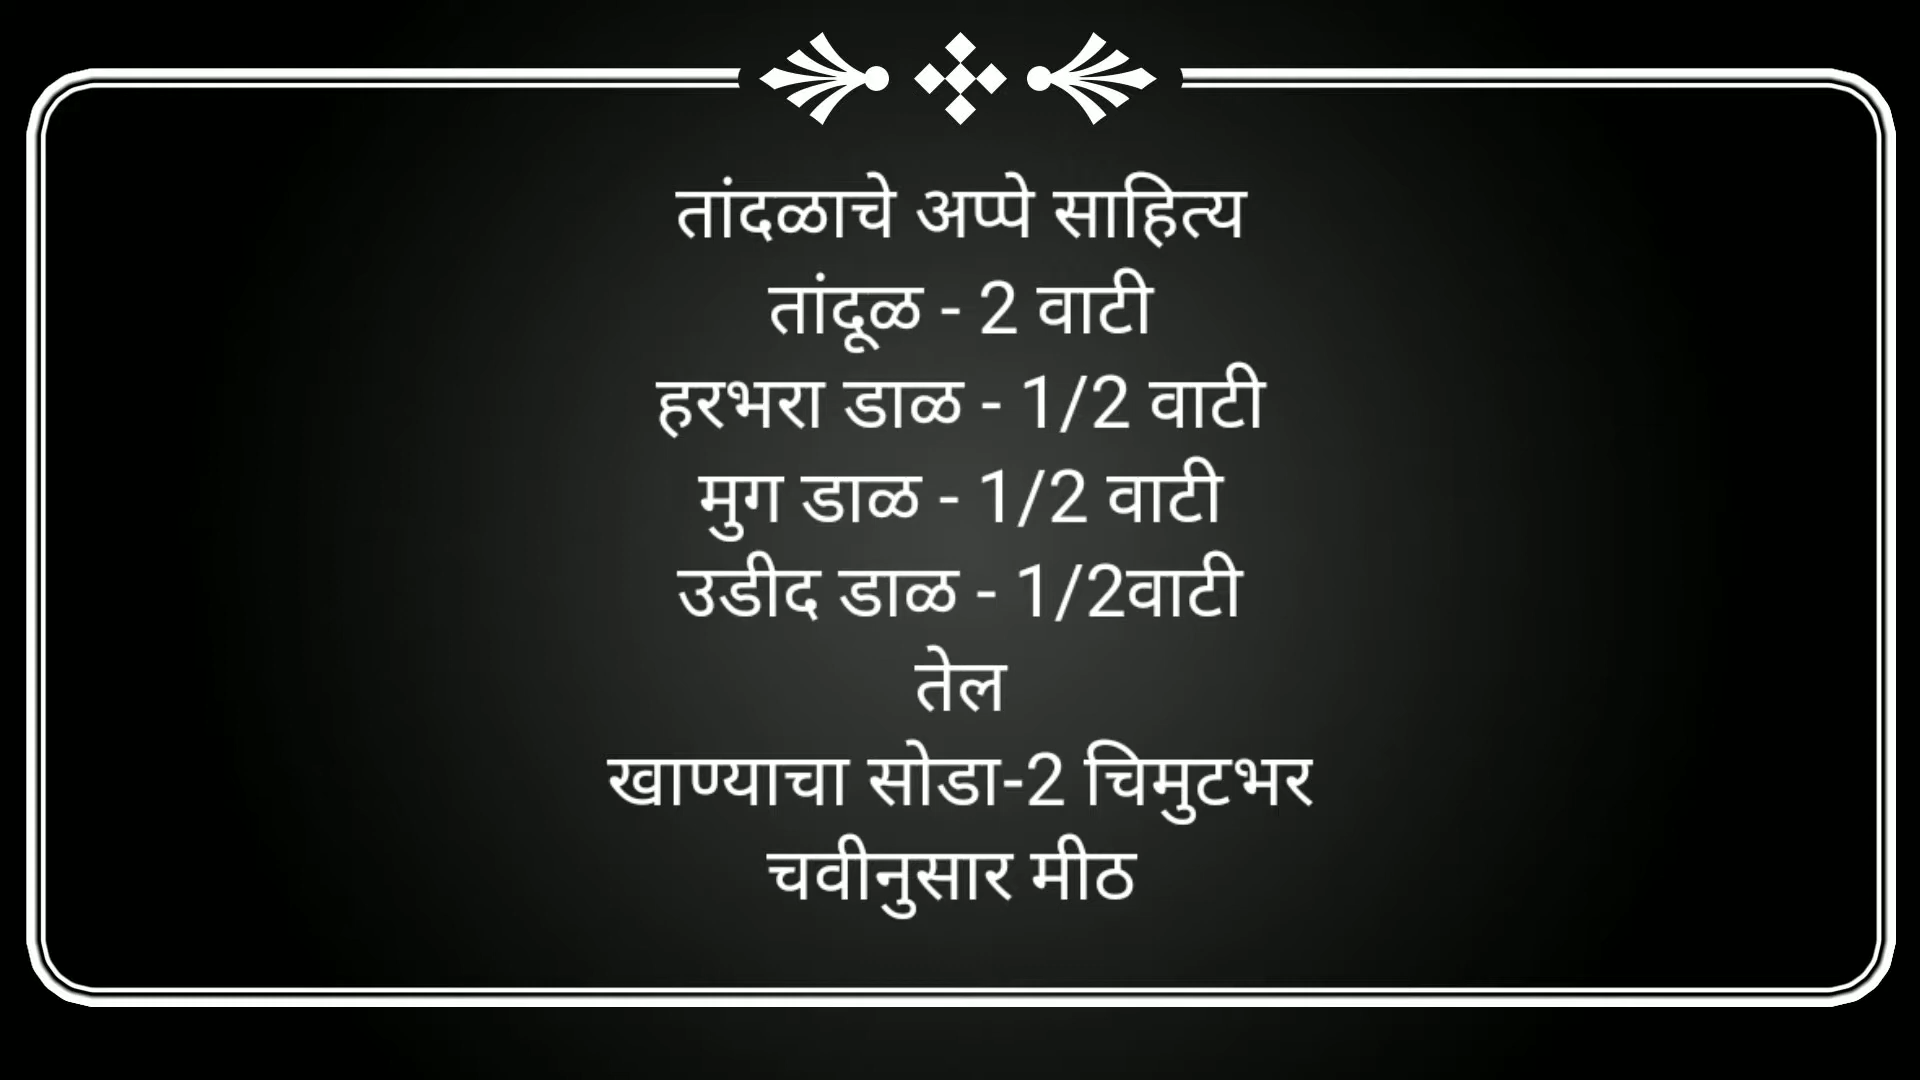 तांदळाचे अप्पे साहित्य
तांदूळ - 2 वाटी
हरभरा डाळ - 1/2 वाटी
मुग डाळ - 1/2 वाटी
उडीद डाळ - 1/2वाटी
तेल
खाण्याचा सोडा-2 चिमुटभर
चवीनुसार मीठ